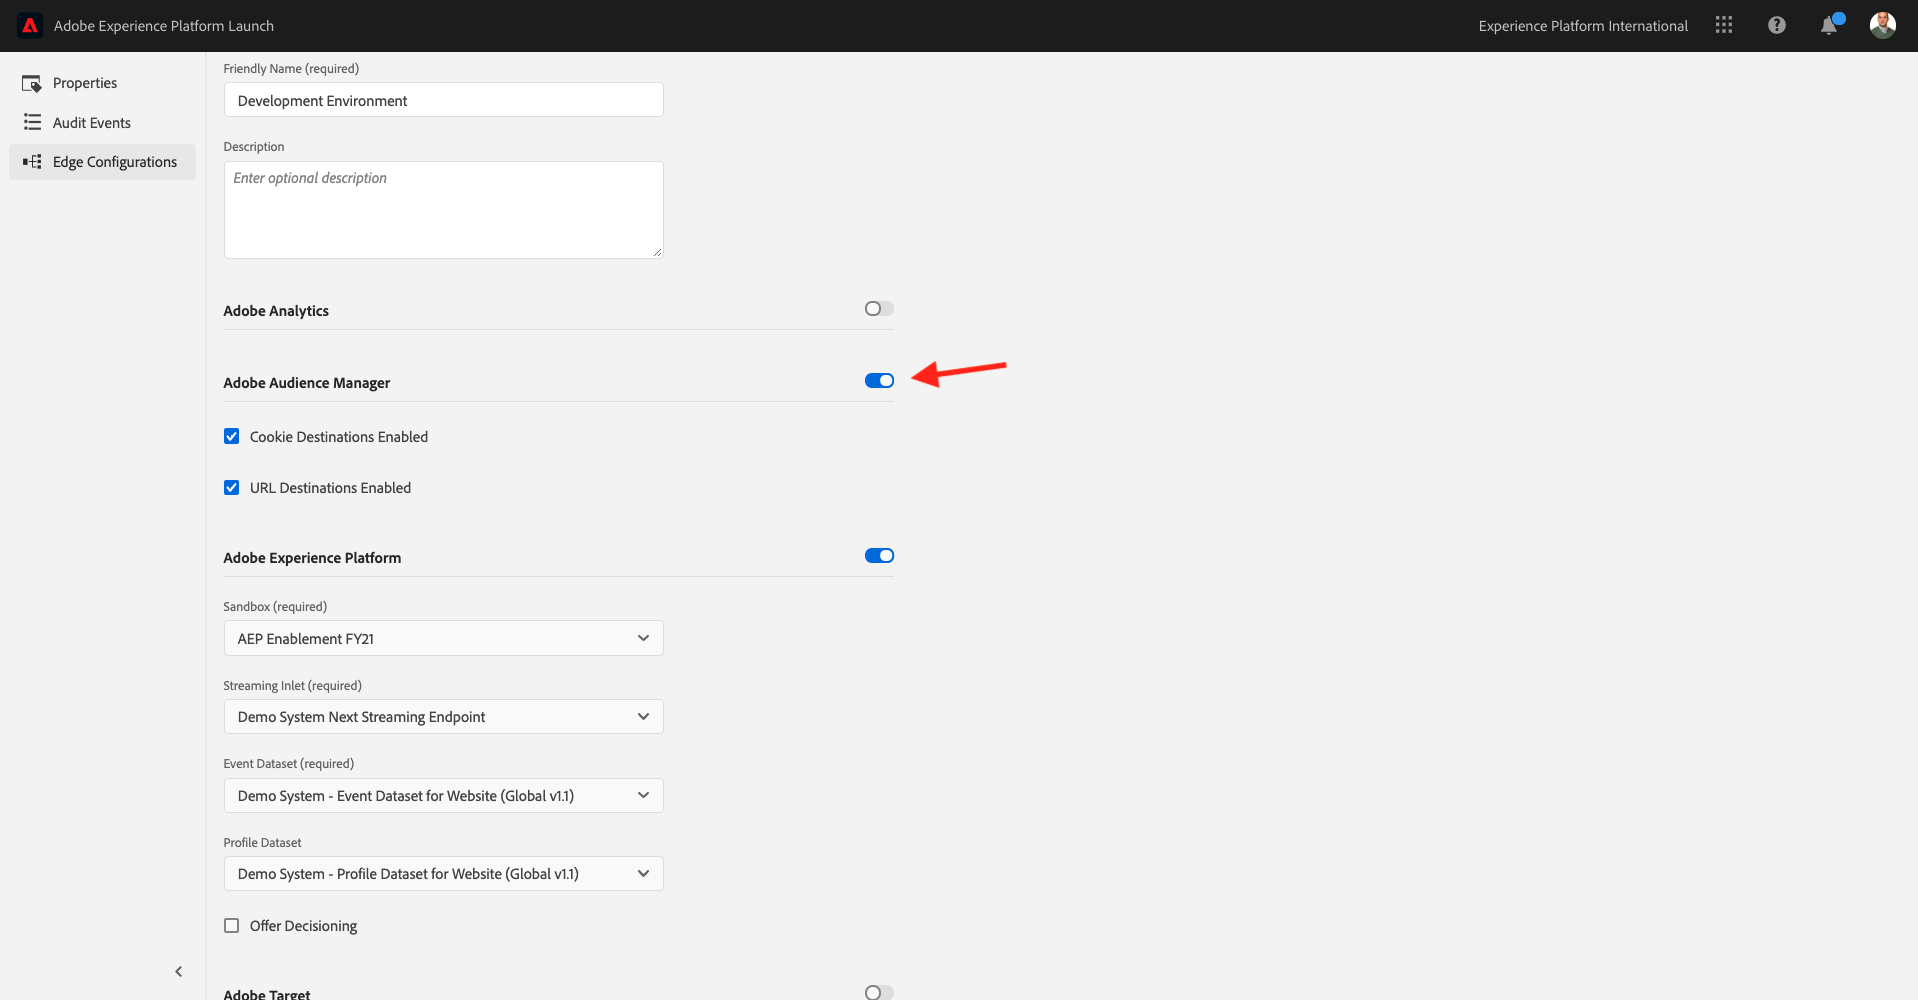 Adobe Experience Platform Launch
Experience Platform International
Properties
Audit Events
Edge Configurations
Friendly Name (required)
Development Environment
Description
Enter optional description
Adobe Analytics
Adobe Audience Manager
Cookie Destinations Enabled
URL Destinations Enabled
Adobe Experience Platform
Sandbox (required)
AEP Enablement FY21
Streaming Inlet (required)
Demo System Next Streaming Endpoint
Event Dataset (required)
Demo System - Event Dataset for Website (Global v1.1)
Profile Dataset
Demo System - Profile Dataset for Website (Global v1.1)
Offer Decisioning
Adobe Target